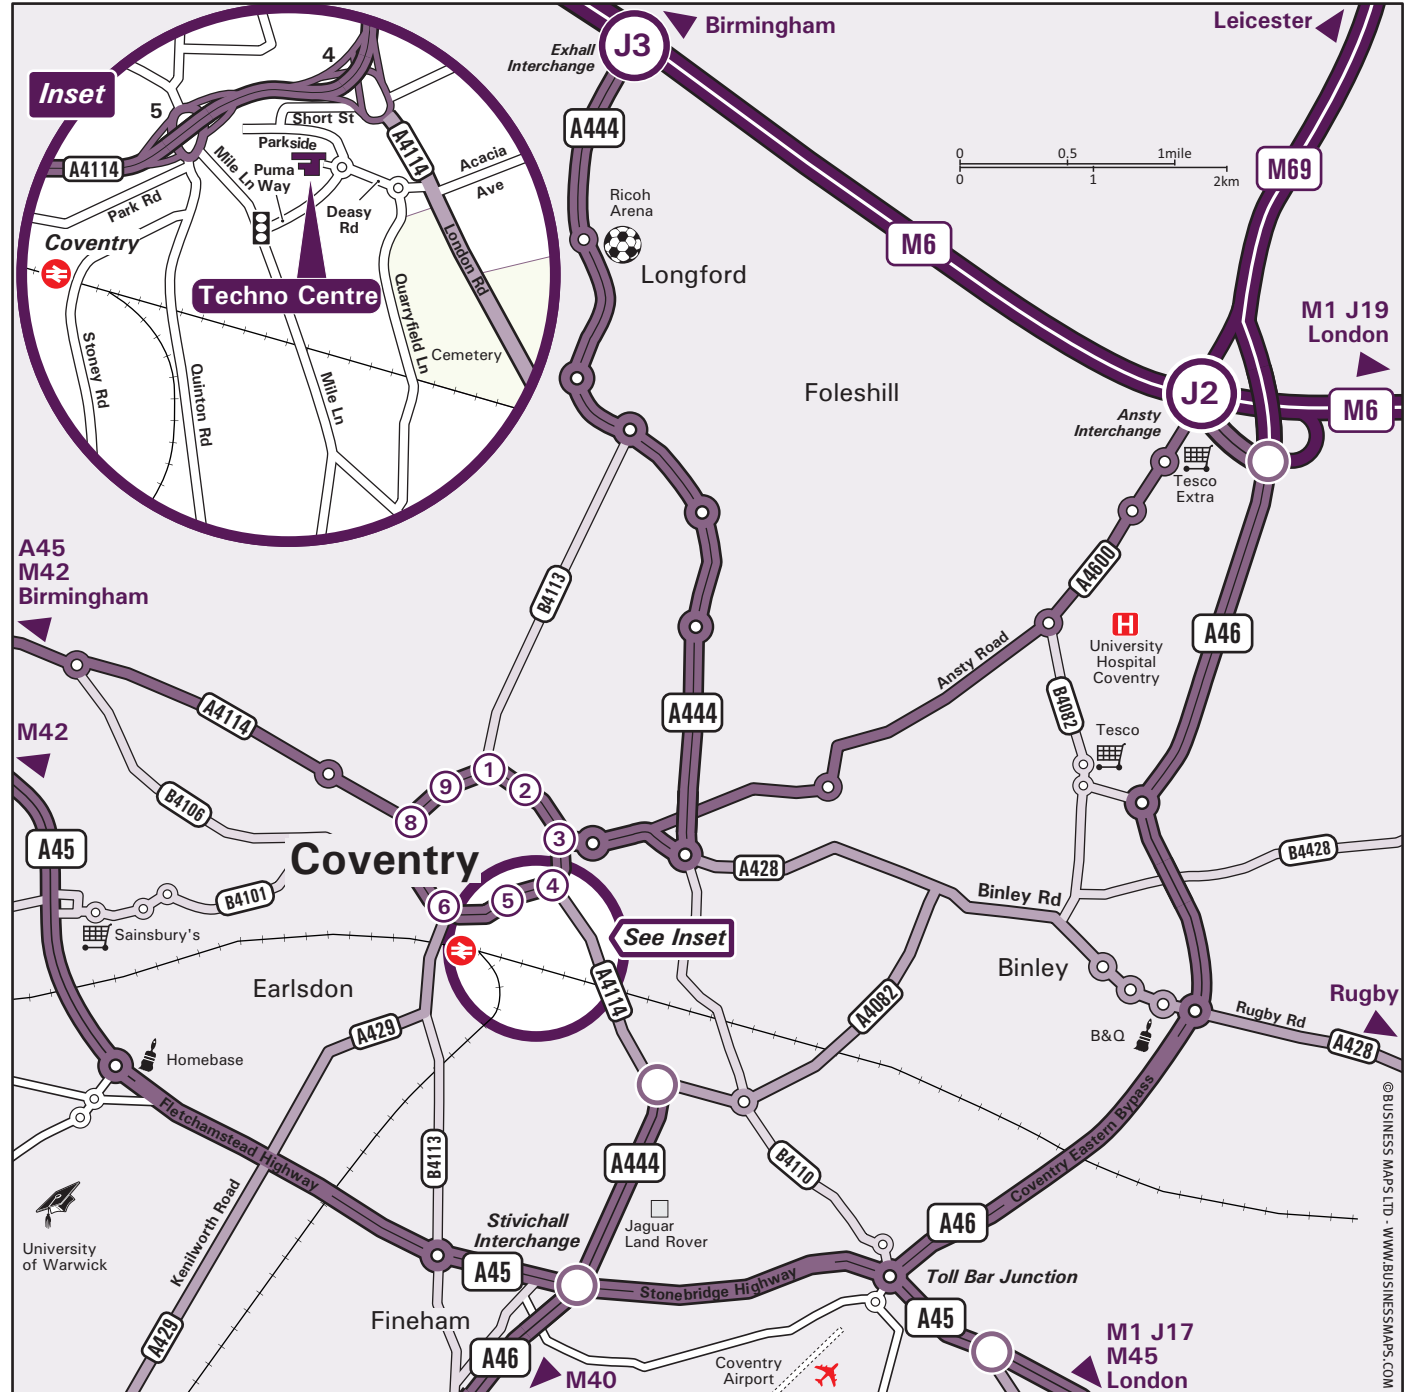 Inset
4
5
A4114
A4114
Short St
Parkside
Mile Ln
Puma
Way
Acacia
Ave
Park Rd
Deasy
Rd
Coventry
London Rd
Techno Centre
Quarryfield Ln
Cemetery
Stoney Rd
Quinton Rd
Mile Ln
J3
Birmingham
Exhall
Interchange
A444
Leicester
0
0.5
1mile
0
1
2km
M69
Ricoh
Arena
M6
Longford
M1 J19
London
Foleshill
J2
M6
Ansty
Interchange
Tesco
Extra
A45
M42
Birmingham
B4113
A4600
A46
H
University
Hospital
Coventry
Ansty Road
B4082
A4114
A444
M42
Tesco
1
9
2
8
3
B4106
A45
Coventry
A428
B4428
4
5
6
B4101
Binley Rd
Sainsbury's
See Inset
Earlsdon
Binley
A4114
A4082
Rugby
Rugby Rd
A429
B&Q
A428
Homebase
Fletchamstead Highway
Coventry Eastern Bypass
B4113
A444
B4110
Kenilworth Road
University
of Warwick
Stivichall
Interchange
Jaguar
Land Rover
A46
A45
Stonebridge Highway
Toll Bar Junction
Fineham
A45
A429
A46
M40
Coventry
Airport
M1 J17
M45
London
©BUSINESS MAPS LTD - WWW.BUSINESSMAPS.COM